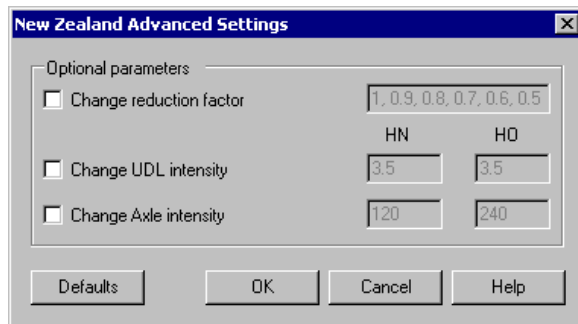 New Zealand Advanced Settings
Optional parameters
Change reduction factor 1, 0.9, 0.8, 0.7, 0.6, 0.5
HN HO
Change UDL intensity 3.5 3.5
Change Axle intensity 120 240
Defaults OK Cancel Help